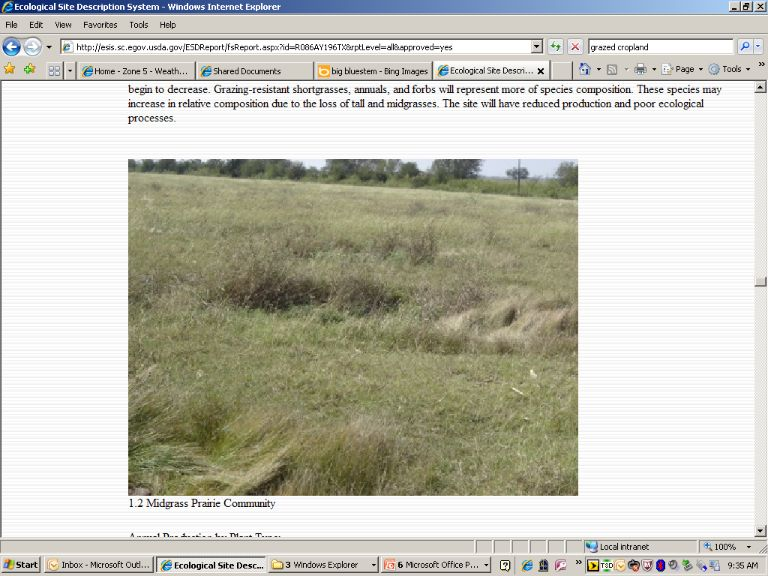 Ecological Site Description System - Windows Internet Explorer
File Edit View Favorites Tools Help
http://esis.sc.egov.usda.gov/ESDReport/fsReport.aspx?id=R086AY196TX&rptLevel=all&approved=yes
grazed cropland
Home - Zone 5 - Weath...
Shared Documents
big bluestem - Bing Images
Ecological Site Descri...
Page
Tools
begin to decrease. Grazing-resistant shortgrasses, annuals, and forbs will represent more of species composition. These species may
increase in relative composition due to the loss of tall and midgrasses. The site will have reduced production and poor ecological
processes.
1.2 Midgrass Prairie Community
Annual Production by Plant Type:
Local intranet
100%
Start
Inbox - Microsoft Outl...
Ecological Site Desc...
3 Windows Explorer
6 Microsoft Office P...
9:35 AM